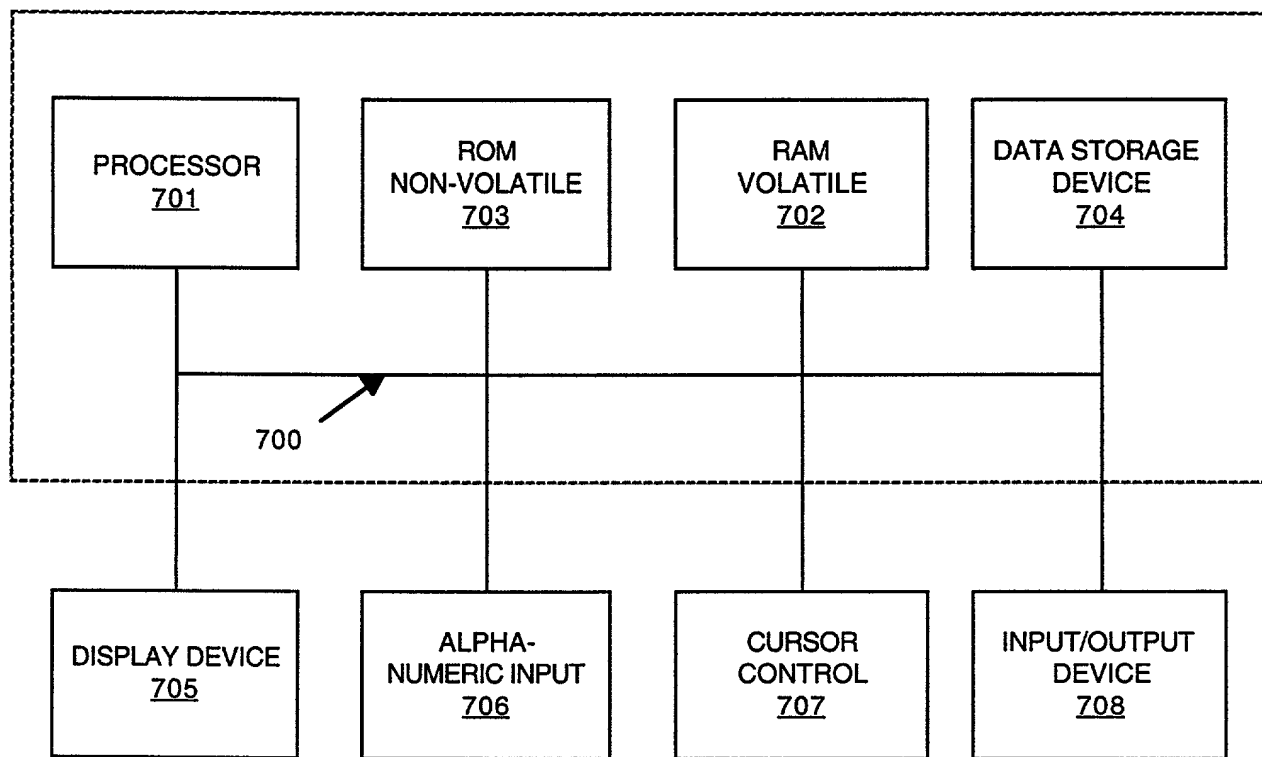 PROCESSOR
701
ROM
NON-VOLATILE
703
RAM
VOLATILE
702
DATA STORAGE
DEVICE
704
700
DISPLAY DEVICE
705
ALPHA-
NUMERIC INPUT
706
CURSOR
CONTROL
707
INPUT/OUTPUT
DEVICE
708